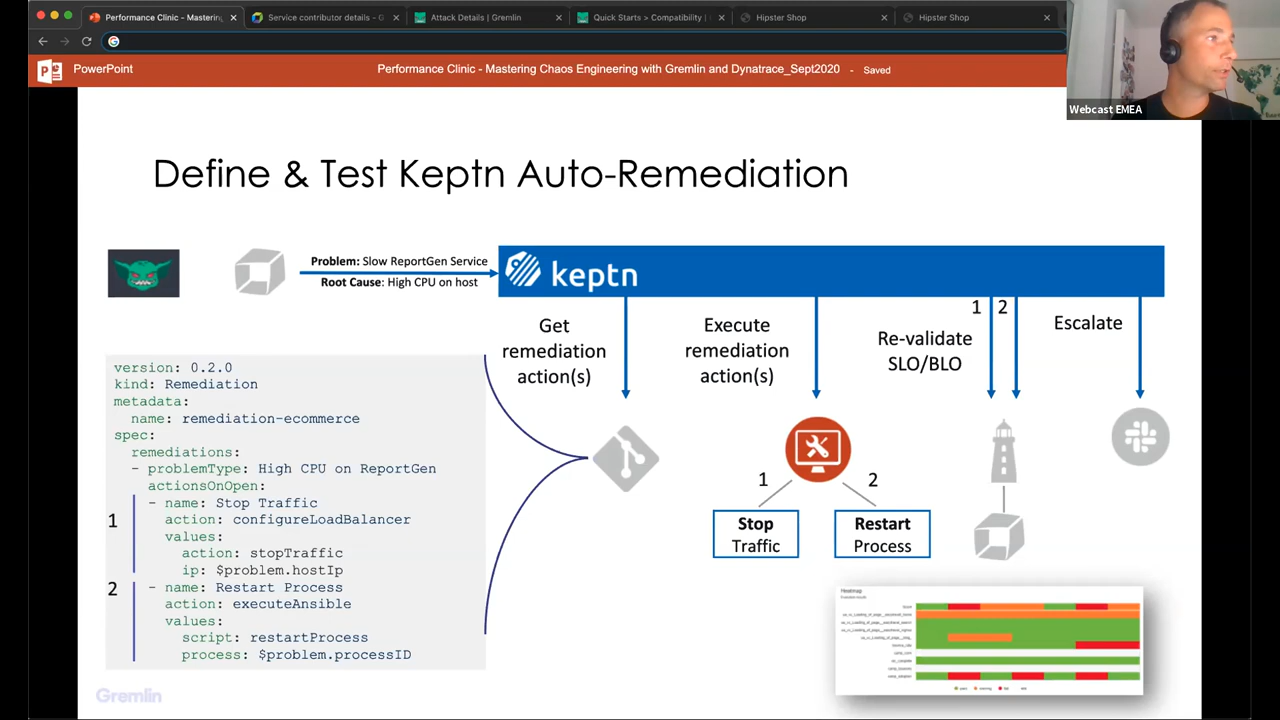 Performance Clinic - Mastering
Service contributor details - G
Attack Details | Gremlin
Quick Starts > Compatibility |
Hipster Shop
Hipster Shop
PowerPoint
Performance Clinic - Mastering Chaos Engineering with Gremlin and Dynatrace_Sept2020 - Saved
Webcast EMEA
Define & Test Keptn Auto-Remediation
Problem: Slow ReportGen Service
Root Cause: High CPU on host
keptn
Get
remediation
action(s)
Execute
remediation
action(s)
1 2
Re-validate
SLO/BLO
Escalate
version: 0.2.0
kind: Remediation
metadata:
name: remediation-ecommerce
spec:
remediations:
- problemType: High CPU on ReportGen
actionsOnOpen:
- name: Stop Traffic
action: configureLoadBalancer
values:
action: stopTraffic
ip: $problem.hostIp
- name: Restart Process
action: executeAnsible
values:
script: restartProcess
process: $problem.processID
1
2
1
2
Stop
Traffic
Restart
Process
Heatmap
Gremlin